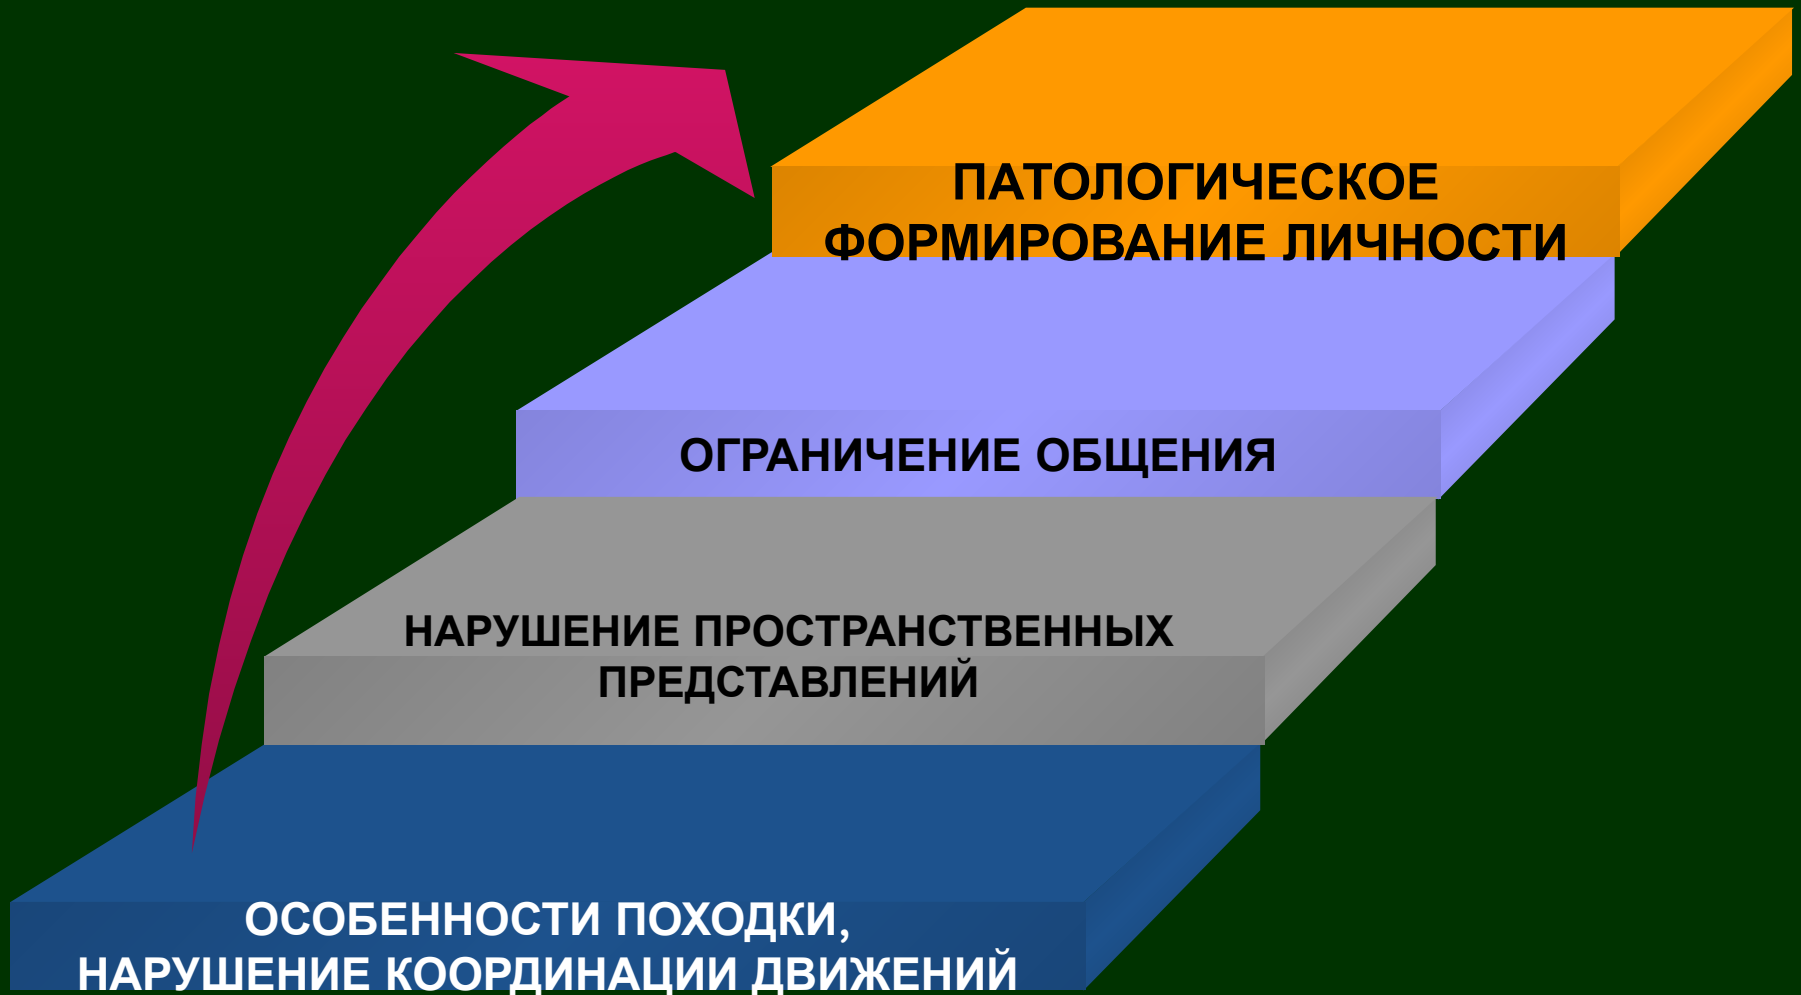 ПАТОЛОГИЧЕСКОЕ
ФОРМИРОВАНИЕ ЛИЧНОСТИ
ОГРАНИЧЕНИЕ ОБЩЕНИЯ
НАРУШЕНИЕ ПРОСТРАНСТВЕННЫХ
ПРЕДСТАВЛЕНИЙ
ОСОБЕННОСТИ ПОХОДКИ,
НАРУШЕНИЕ КООРДИНАЦИИ ДВИЖЕНИЙ